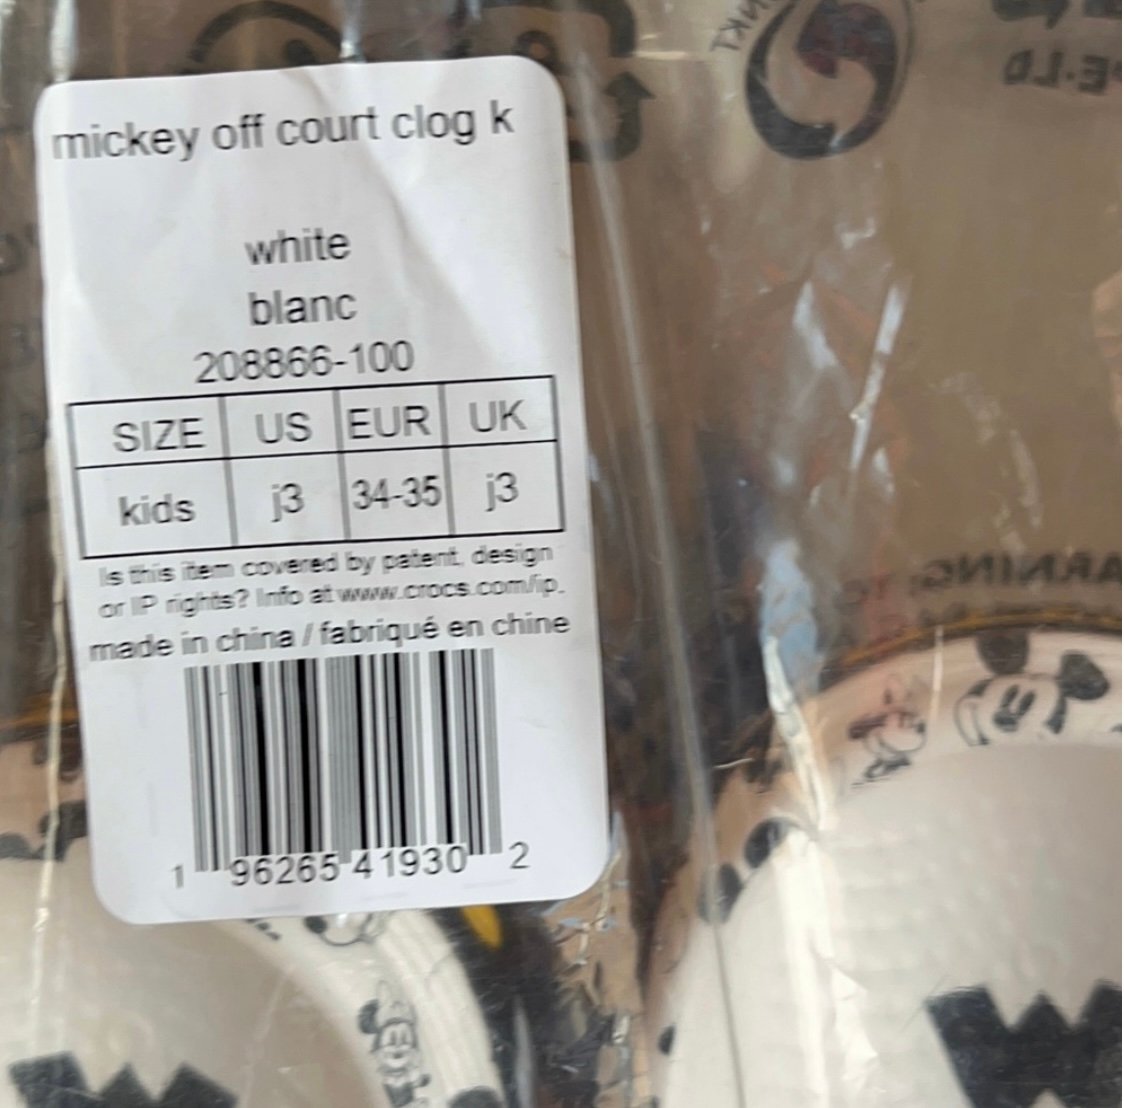 mickey off court clog k
white
blanc
208866-100
SIZE US EUR UK
kids j3 34-35 j3
Is this item covered by patent, design
or IP rights? Info at www.crocs.com/ip.
made in china / fabriqué en chine
1 96265 41930 2